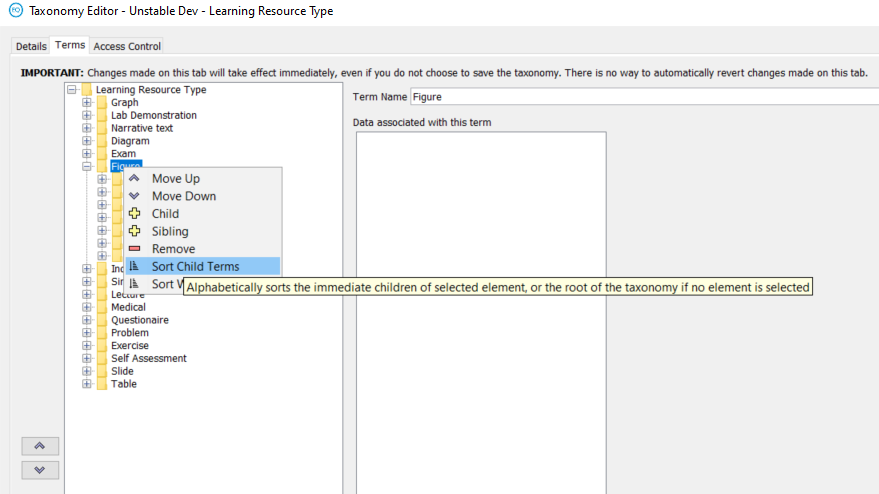 Taxonomy Editor - Unstable Dev - Learning Resource Type
Details Terms Access Control
IMPORTANT: Changes made on this tab will take effect immediately, even if you do not choose to save the taxonomy. There is no way to automatically revert changes made on this tab.
Learning Resource Type
Graph
Lab Demonstration
Narrative text
Diagram
Exam
Figure
Move Up
Move Down
Child
Sibling
Remove
Sort Child Terms
Sort
Alphabetically sorts the immediate children of selected element, or the root of the taxonomy if no element is selected
Lecture
Medical
Questionaire
Problem
Exercise
Self Assessment
Slide
Table
Term Name Figure
Data associated with this term